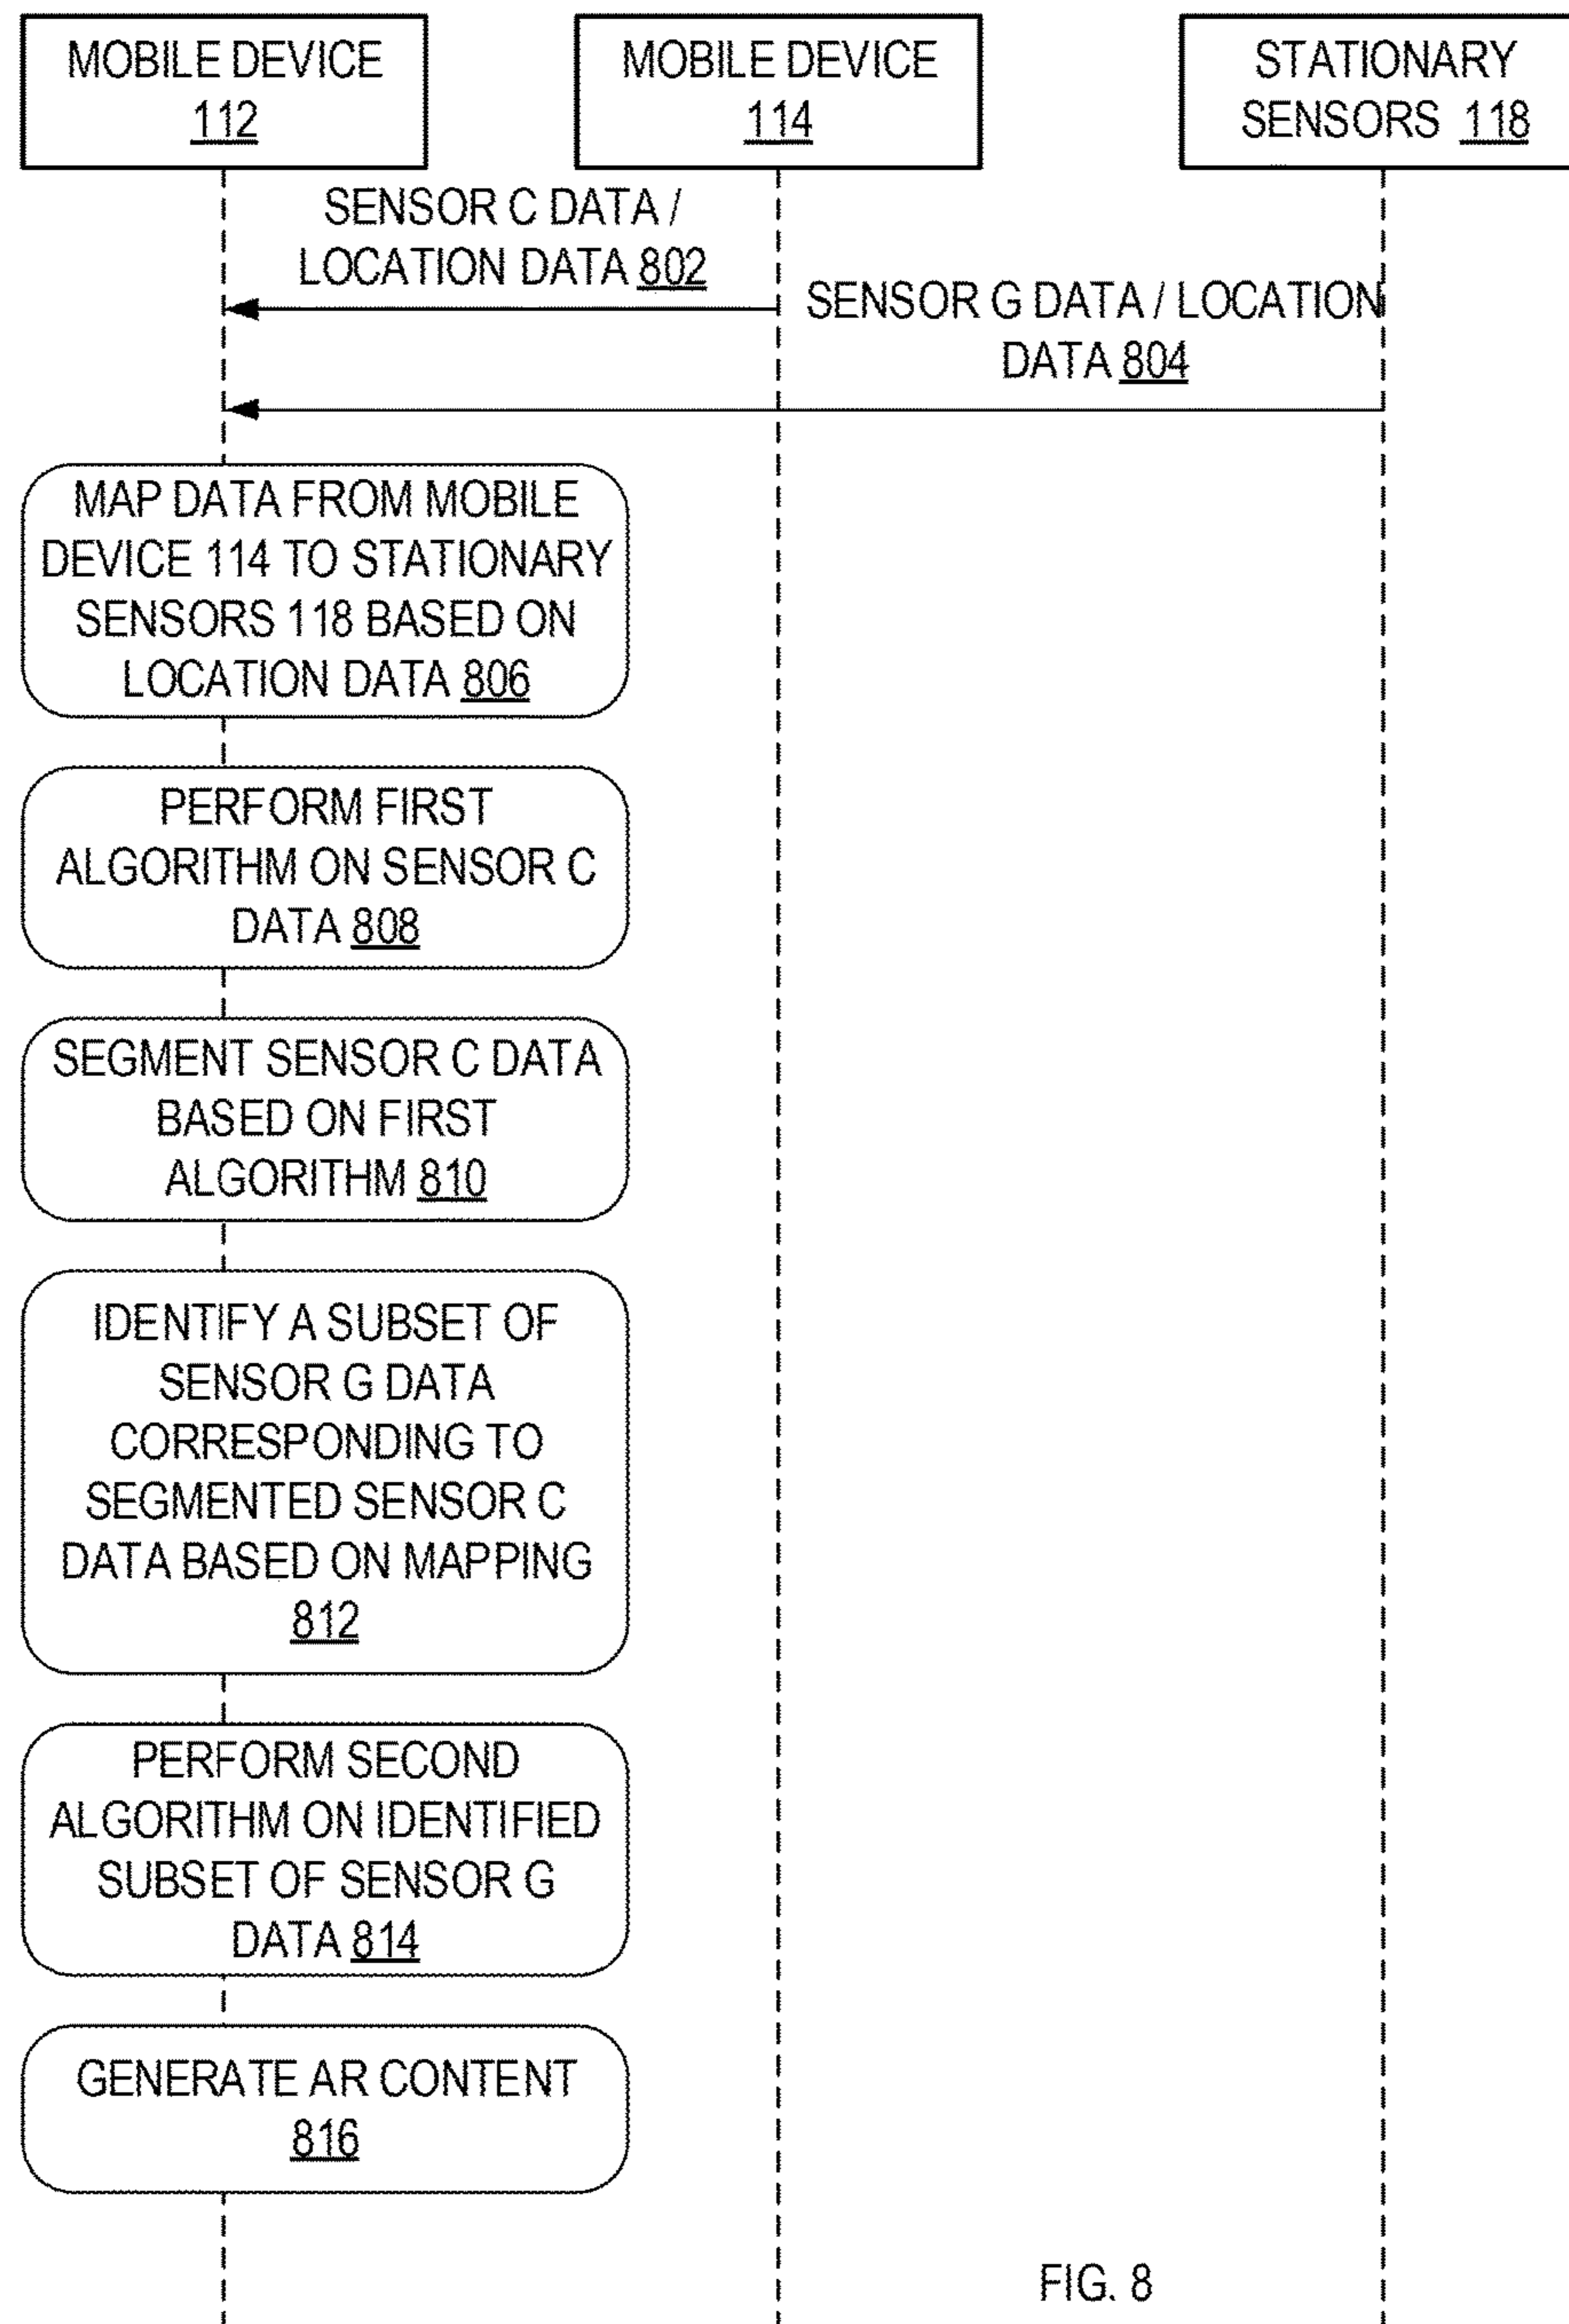 MOBILE DEVICE
112
MOBILE DEVICE
114
STATIONARY
SENSORS 118
SENSOR C DATA /
LOCATION DATA 802
SENSOR G DATA / LOCATION
DATA 804
MAP DATA FROM MOBILE
DEVICE 114 TO STATIONARY
SENSORS 118 BASED ON
LOCATION DATA 806
PERFORM FIRST
ALGORITHM ON SENSOR C
DATA 808
SEGMENT SENSOR C DATA
BASED ON FIRST
ALGORITHM 810
IDENTIFY A SUBSET OF
SENSOR G DATA
CORRESPONDING TO
SEGMENTED SENSOR C
DATA BASED ON MAPPING
812
PERFORM SECOND
ALGORITHM ON IDENTIFIED
SUBSET OF SENSOR G
DATA 814
GENERATE AR CONTENT
816
FIG. 8